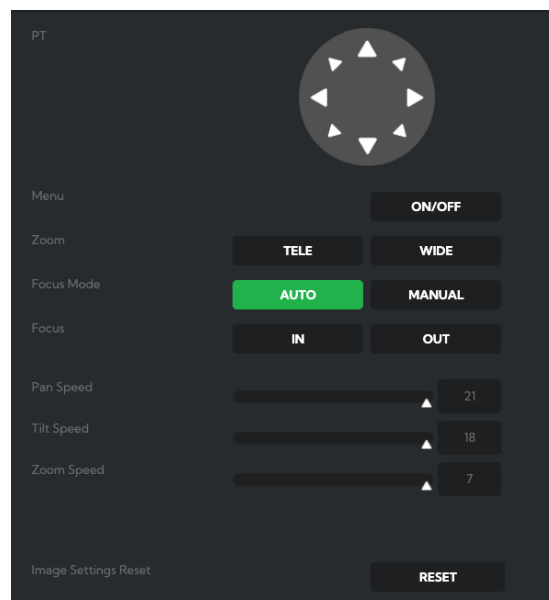 PT
Menu
ON/OFF
Zoom
TELE
WIDE
Focus Mode
AUTO
MANUAL
Focus
IN
OUT
Pan Speed
21
Tilt Speed
18
Zoom Speed
7
Image Settings Reset
RESET